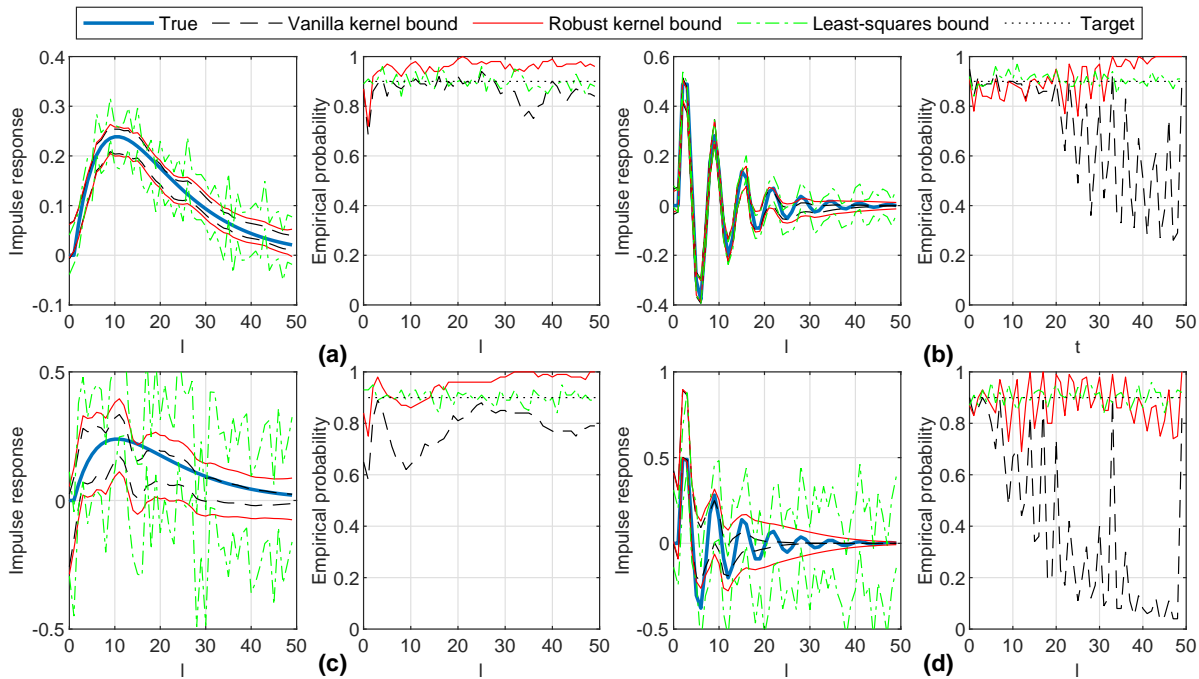 True Vanilla kernel bound Robust kernel bound Least-squares bound Target
Impulse response
0.4
0.3
0.2
0.1
0
-0.1
0 10 20 30 40 50
l
Empirical probability
1
0.8
0.6
0.4
0.2
0
0 10 20 30 40 50
l
(a)
Impulse response
0.6
0.4
0.2
0
-0.2
-0.4
0 10 20 30 40 50
l
Empirical probability
1
0.8
0.6
0.4
0.2
0
0 10 20 30 40 50
t
(b)
Impulse response
0.5
0
-0.5
0 10 20 30 40 50
l
Empirical probability
1
0.8
0.6
0.4
0.2
0
0 10 20 30 40 50
l
(c)
Impulse response
1
0.5
0
-0.5
0 10 20 30 40 50
l
Empirical probability
1
0.8
0.6
0.4
0.2
0
0 10 20 30 40 50
l
(d)